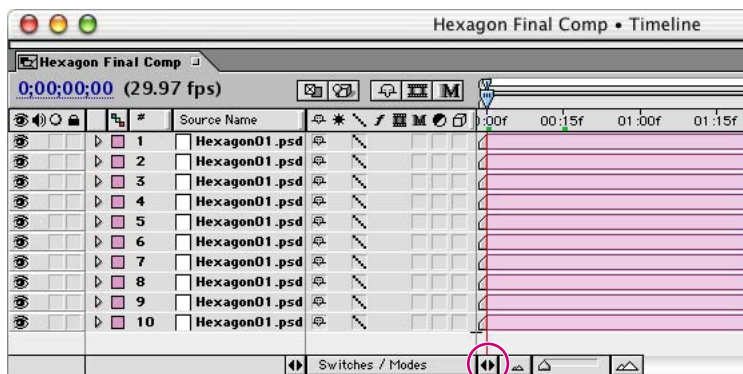 Hexagon Final Comp • Timeline
Hexagon Final Comp
0;00;00;00 (29.97 fps)
M
# Source Name M :00f 00:15f 01:00f 01:15f
1 Hexagon01.psd
2 Hexagon01.psd
3 Hexagon01.psd
4 Hexagon01.psd
5 Hexagon01.psd
6 Hexagon01.psd
7 Hexagon01.psd
8 Hexagon01.psd
9 Hexagon01.psd
10 Hexagon01.psd
Switches / Modes